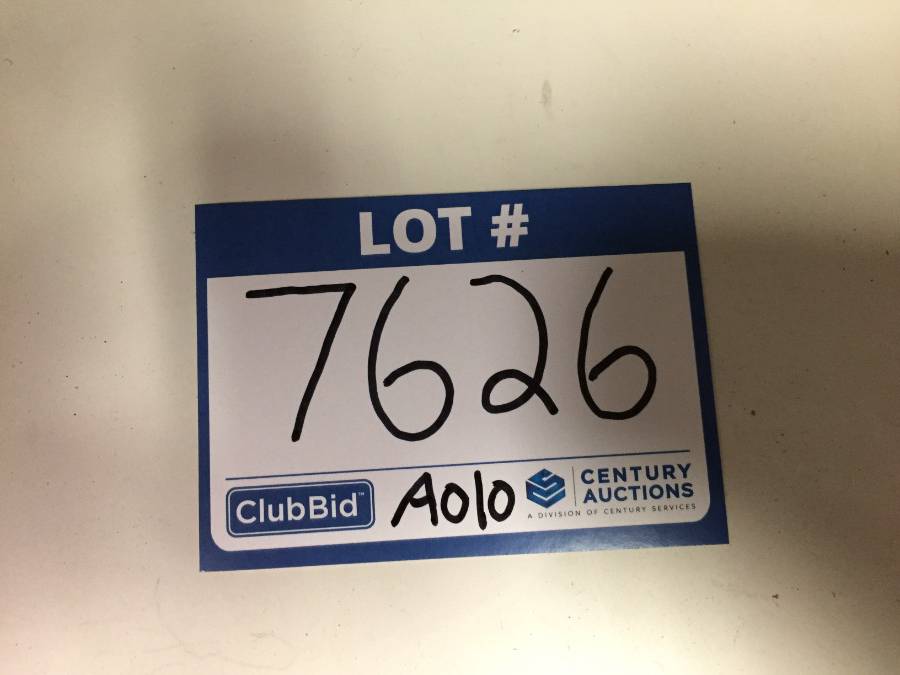 LOT #
7626
ClubBid™ A010 CENTURY
AUCTIONS
A DIVISION OF CENTURY SERVICES